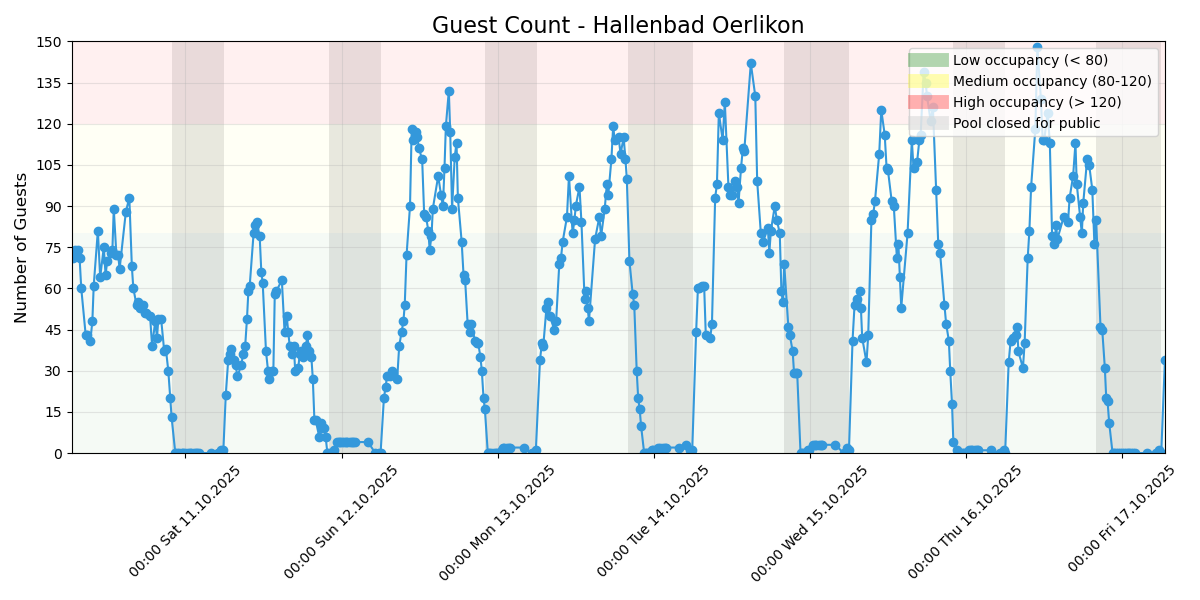 Guest Count - Hallenbad Oerlikon
Number of Guests
150
135
120
105
90
75
60
45
30
15
0
Low occupancy (< 80)
Medium occupancy (80-120)
High occupancy (> 120)
Pool closed for public
00:00 Sat 11.10.2025
00:00 Sun 12.10.2025
00:00 Mon 13.10.2025
00:00 Tue 14.10.2025
00:00 Wed 15.10.2025
00:00 Thu 16.10.2025
00:00 Fri 17.10.2025